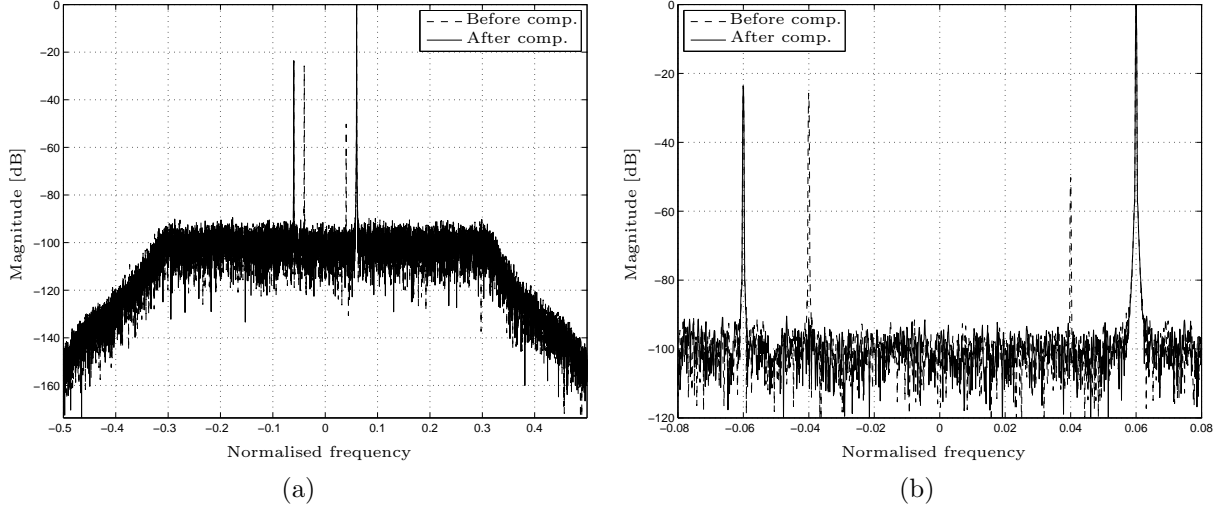 Before comp.
After comp.
0
−20
−40
−60
−80
−100
−120
−140
−160
Magnitude [dB]
−0.5 −0.4 −0.3 −0.2 −0.1 0 0.1 0.2 0.3 0.4
Normalised frequency
(a)
Before comp.
After comp.
0
−20
−40
−60
−80
−100
−120
Magnitude [dB]
−0.08 −0.06 −0.04 −0.02 0 0.02 0.04 0.06 0.08
Normalised frequency
(b)